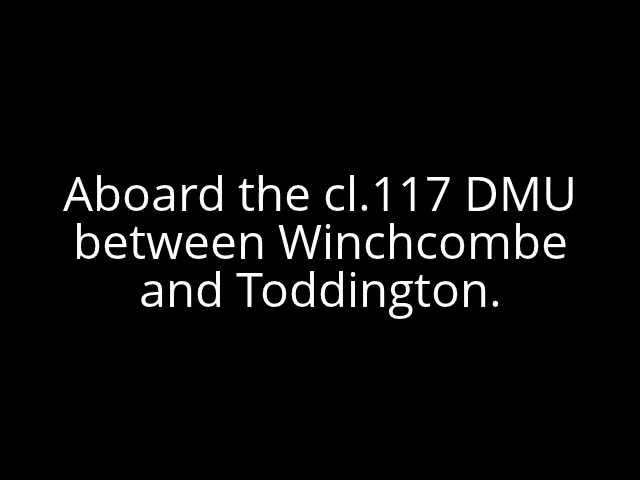 Aboard the cl.117 DMU
between Winchcombe
and Toddington.